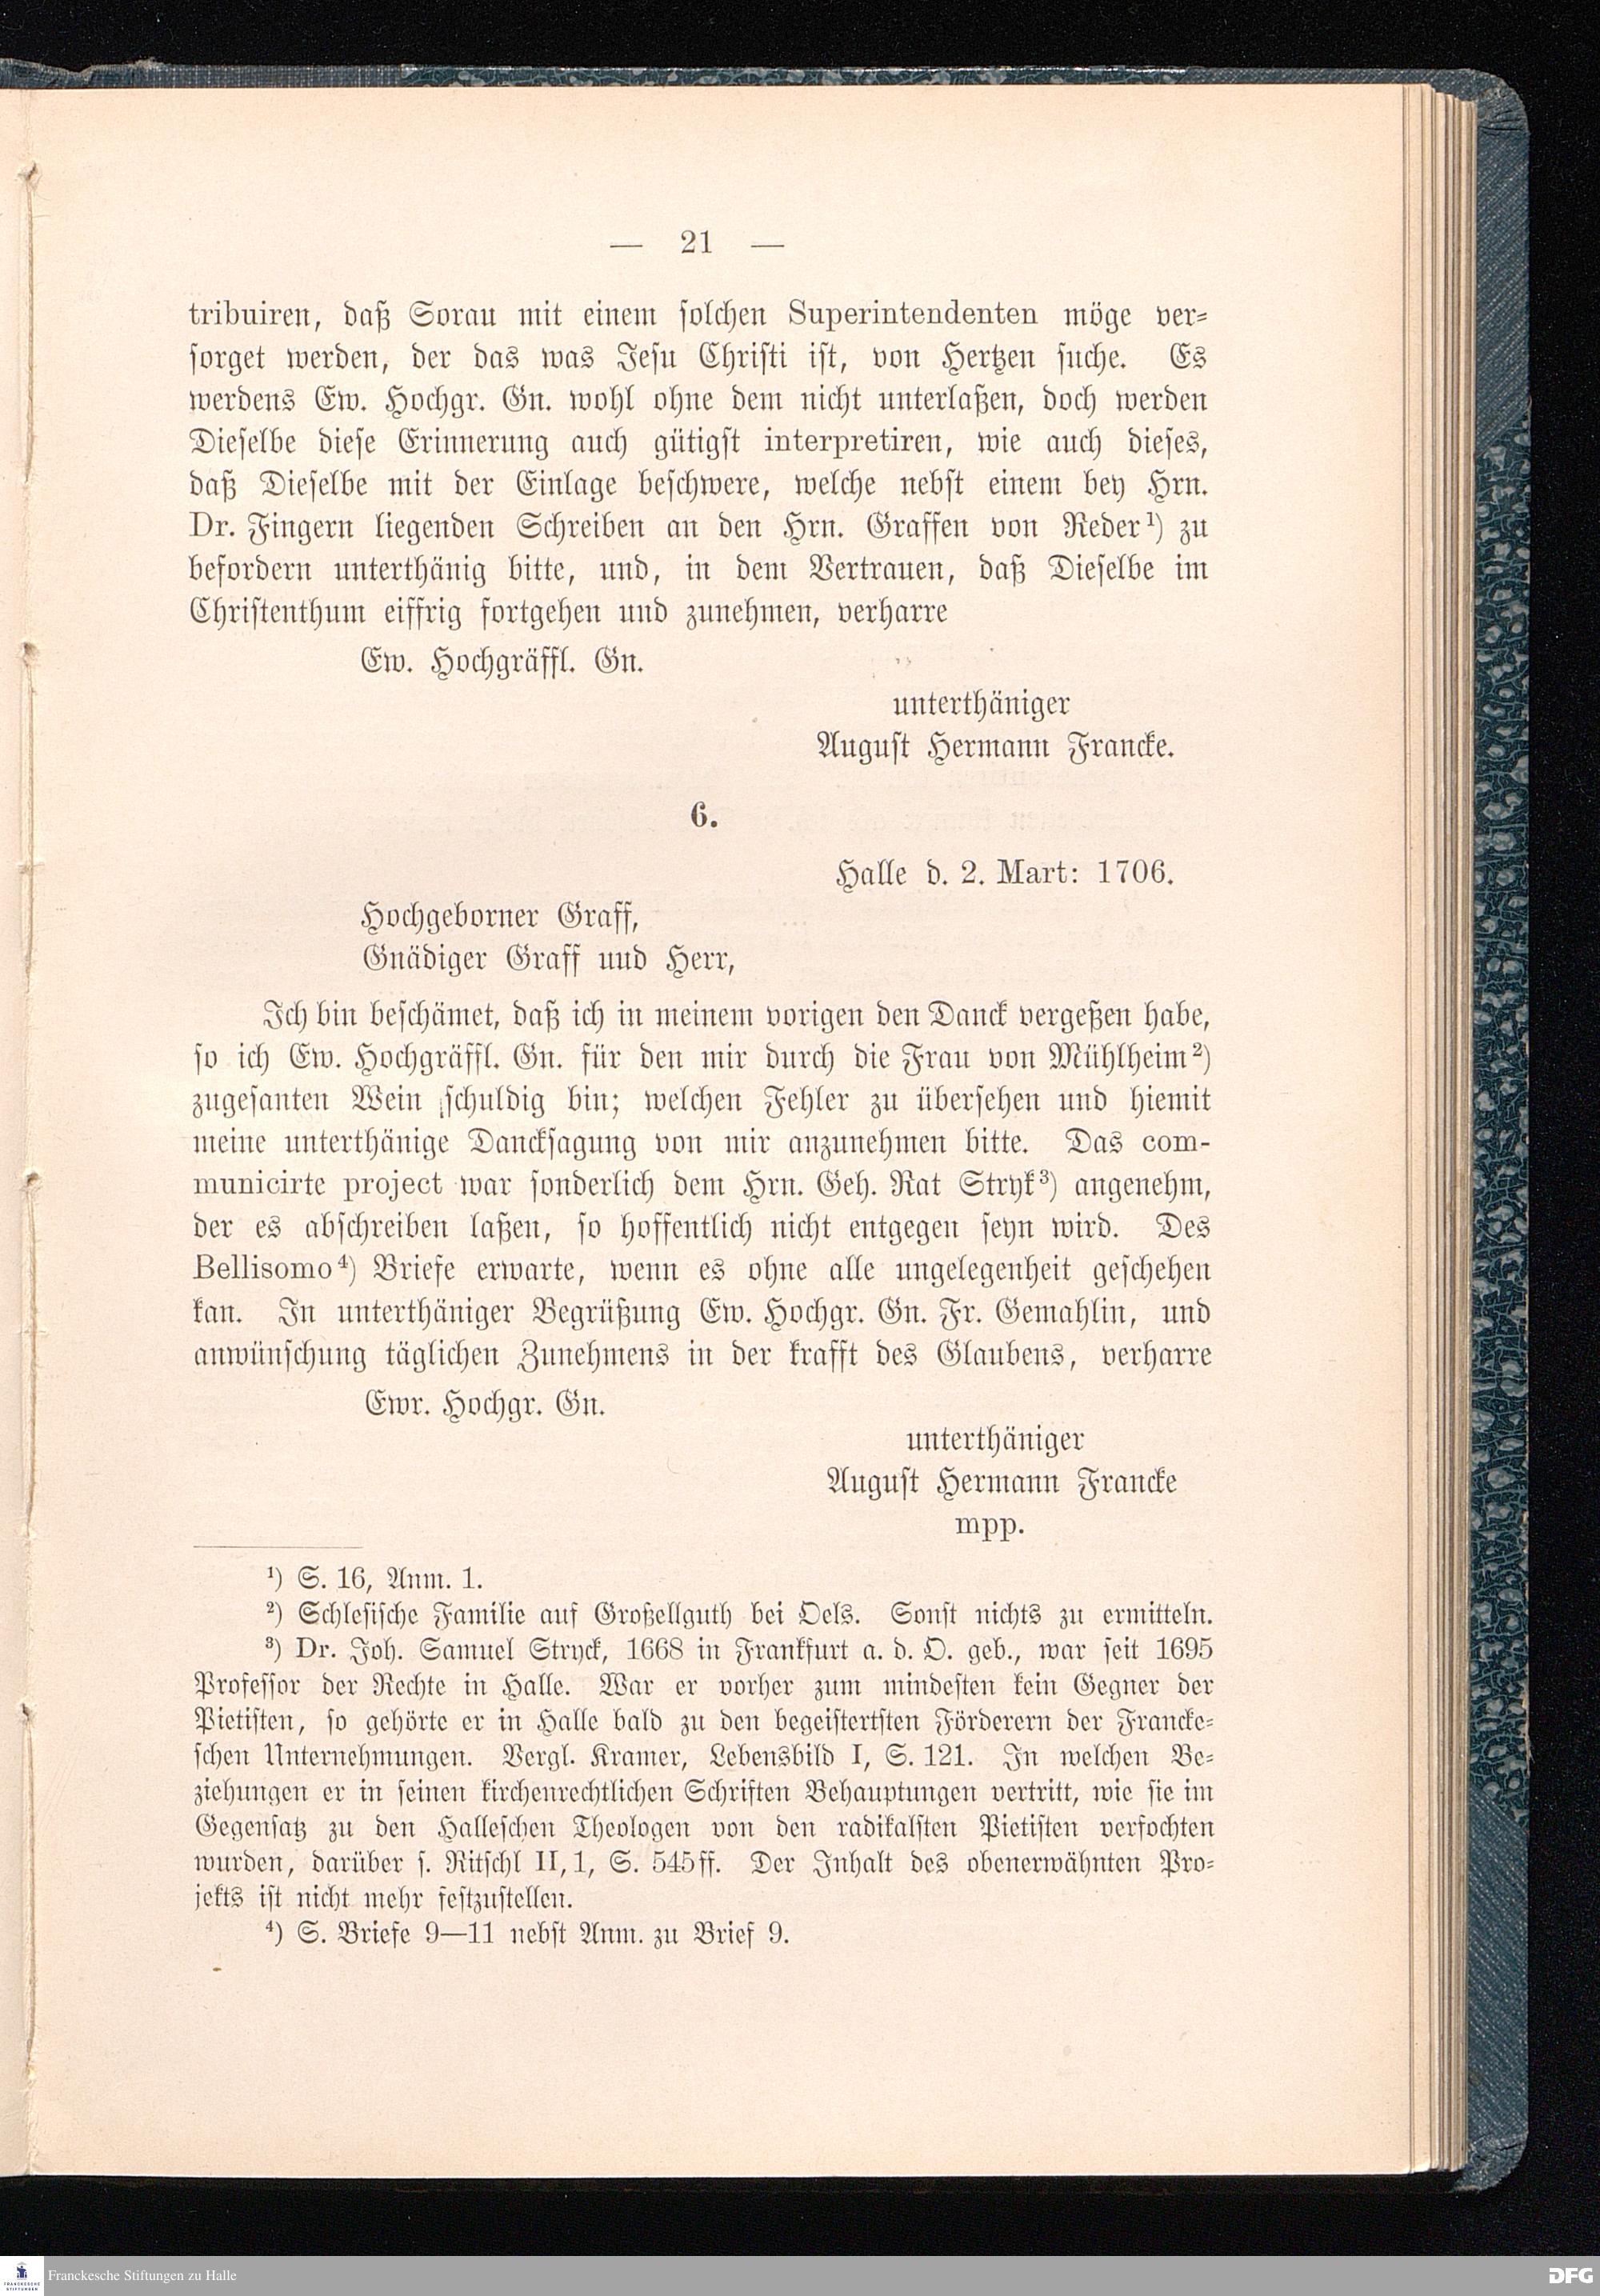 — 21 —
tribuiren, daß Sorau mit einem solchen Superintendenten möge ver-
sorget werden, der das was Jesu Christi ist, von Hertzen suche. Es
werdens Ew. Hochgr. Gn. wohl ohne dem nicht unterlaßen, doch werden
Dieselbe diese Erinnerung auch gütigst interpretiren, wie auch dieses,
daß Dieselbe mit der Einlage beschwere, welche nebst einem bey Hrn.
Dr. Fingern liegenden Schreiben an den Hrn. Graffen von Reder¹) zu
befordern unterthänig bitte, und, in dem Vertrauen, daß Dieselbe im
Christenthum eiffrig fortgehen und zunehmen, verharre
Ew. Hochgräffl. Gn.
unterthäniger
August Hermann Francke.
6.
Halle d. 2. Mart: 1706.
Hochgeborner Graff,
Gnädiger Graff und Herr,
Ich bin beschämet, daß ich in meinem vorigen den Danck vergeßen habe,
so ich Ew. Hochgräffl. Gn. für den mir durch die Frau von Mühlheim²)
zugesanten Wein schuldig bin; welchen Fehler zu übersehen und hiemit
meine unterthänige Dancksagung von mir anzunehmen bitte. Das com-
municirte project war sonderlich dem Hrn. Geh. Rat Stryk³) angenehm,
der es abschreiben laßen, so hoffentlich nicht entgegen seyn wird. Des
Bellisomo⁴) Briefe erwarte, wenn es ohne alle ungelegenheit geschehen
kan. In unterthäniger Begrüßung Ew. Hochgr. Gn. Fr. Gemahlin, und
anwünschung täglichen Zunehmens in der krafft des Glaubens, verharre
Ewr. Hochgr. Gn.
unterthäniger
August Hermann Francke
mpp.
¹) S. 16, Anm. 1.
²) Schlesische Familie auf Großellguth bei Oels. Sonst nichts zu ermitteln.
³) Dr. Joh. Samuel Stryck, 1668 in Frankfurt a. d. O. geb., war seit 1695
Professor der Rechte in Halle. War er vorher zum mindesten kein Gegner der
Pietisten, so gehörte er in Halle bald zu den begeistertsten Förderern der Francke-
schen Unternehmungen. Vergl. Kramer, Lebensbild I, S. 121. In welchen Be-
ziehungen er in seinen kirchenrechtlichen Schriften Behauptungen vertritt, wie sie im
Gegensatz zu den Halleschen Theologen von den radikalsten Pietisten verfochten
wurden, darüber s. Ritschl II, 1, S. 545 ff. Der Inhalt des obenerwähnten Pro-
jekts ist nicht mehr festzustellen.
⁴) S. Briefe 9—11 nebst Anm. zu Brief 9.
FRANCKESCHE STIFTUNGEN
Franckesche Stiftungen zu Halle
DFG